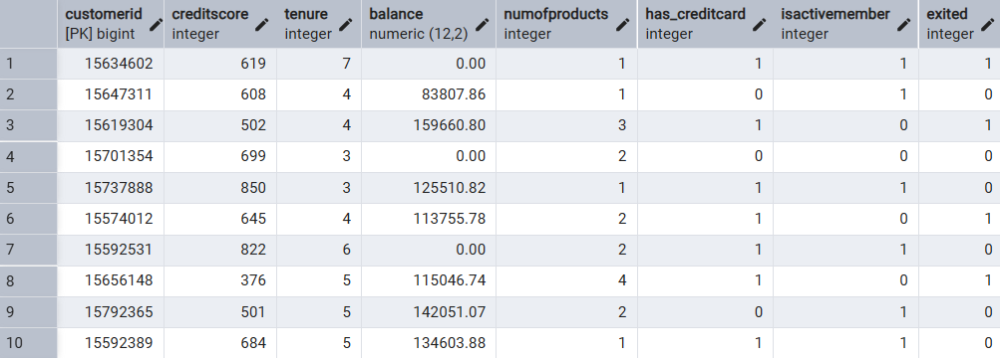 customerid creditscore tenure balance numofproducts has_creditcard isactivemember exited
[PK] bigint integer integer numeric (12,2) integer integer integer integer
1 15634602 619 7 0.00 1 1 1 1
2 15647311 608 4 83807.86 1 0 1 0
3 15619304 502 4 159660.80 3 1 0 1
4 15701354 699 3 0.00 2 0 0 0
5 15737888 850 3 125510.82 1 1 1 0
6 15574012 645 4 113755.78 2 1 0 1
7 15592531 822 6 0.00 2 1 1 0
8 15656148 376 5 115046.74 4 1 0 1
9 15792365 501 5 142051.07 2 0 1 0
10 15592389 684 5 134603.88 1 1 1 0